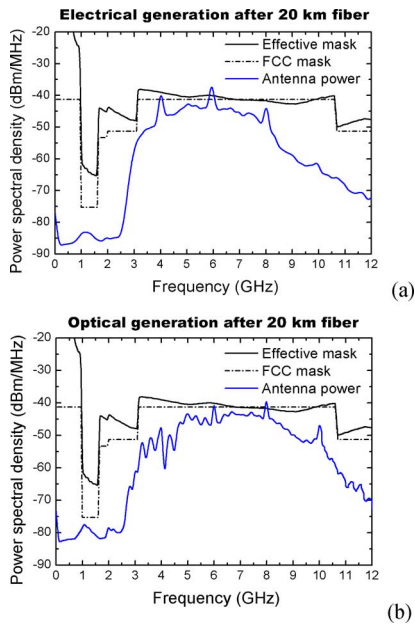 Electrical generation after 20 km fiber
Power spectral density (dBm/MHz)
-20
-30
-40
-50
-60
-70
-80
-90
Effective mask
FCC mask
Antenna power
0 1 2 3 4 5 6 7 8 9 10 11 12
Frequency (GHz)
(a)
Optical generation after 20 km fiber
Power spectral density (dBm/MHz)
-20
-30
-40
-50
-60
-70
-80
-90
Effective mask
FCC mask
Antenna power
0 1 2 3 4 5 6 7 8 9 10 11 12
Frequency (GHz)
(b)